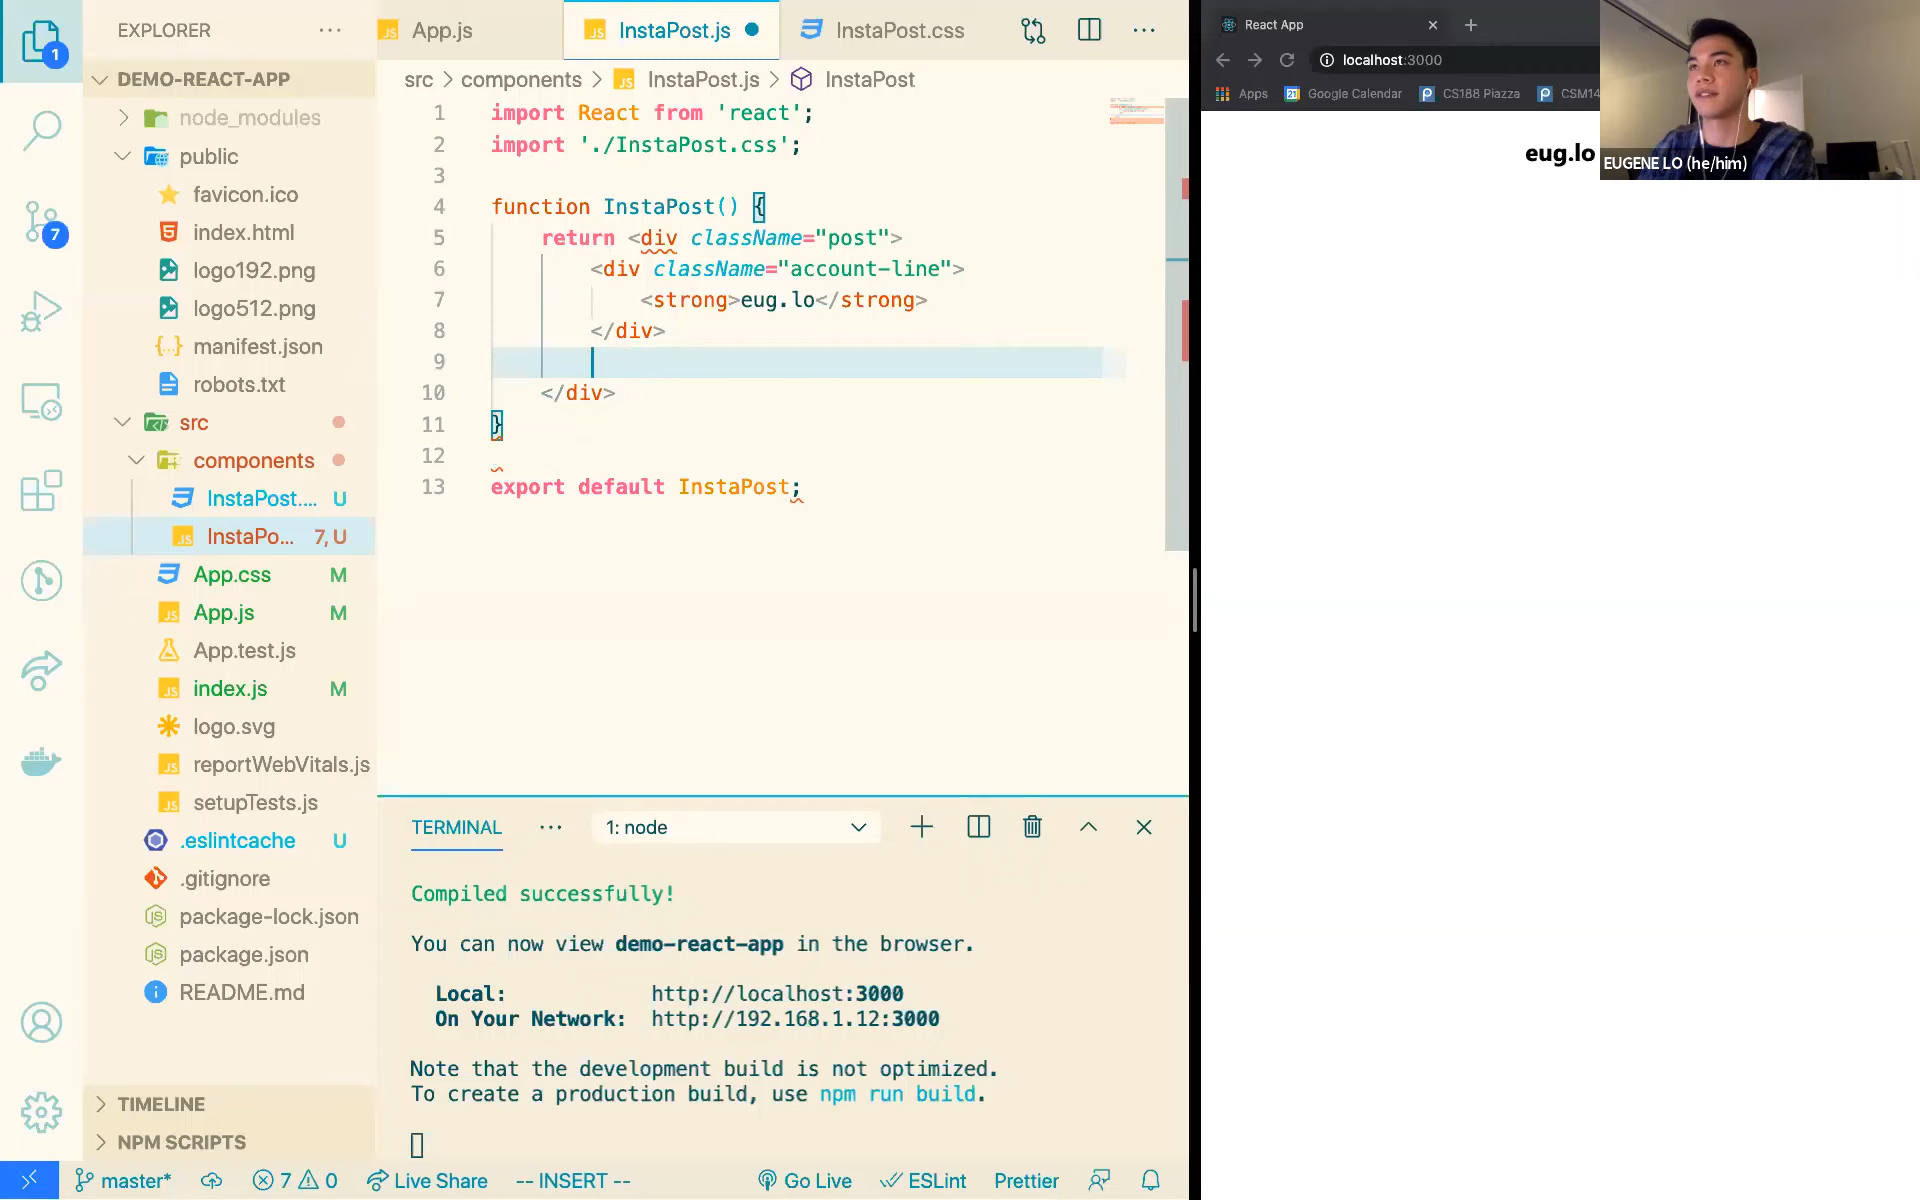 1
7
EXPLORER ···
DEMO-REACT-APP
node_modules
public
favicon.ico
index.html
logo192.png
logo512.png
manifest.json
robots.txt
src
components
InstaPost.... U
InstaPo... 7, U
App.css M
App.js M
App.test.js
index.js M
logo.svg
reportWebVitals.js
setupTests.js
.eslintcache U
.gitignore
package-lock.json
package.json
README.md
TIMELINE
NPM SCRIPTS
App.js InstaPost.js InstaPost.css ···
src > components > InstaPost.js > InstaPost
1 import React from 'react';
2 import './InstaPost.css';
3
4 function InstaPost() {
5 return <div className="post">
6 <div className="account-line">
7 <strong>eug.lo</strong>
8 </div>
9
10 </div>
11 }
12
13 export default InstaPost;
TERMINAL ··· 1: node
Compiled successfully!
You can now view demo-react-app in the browser.
Local: http://localhost:3000
On Your Network: http://192.168.1.12:3000
Note that the development build is not optimized.
To create a production build, use npm run build.
master* 7 0 Live Share -- INSERT -- Go Live ESLint Prettier
React App
localhost:3000
Apps Google Calendar CS188 Piazza CSM14
eug.lo
EUGENE LO (he/him)